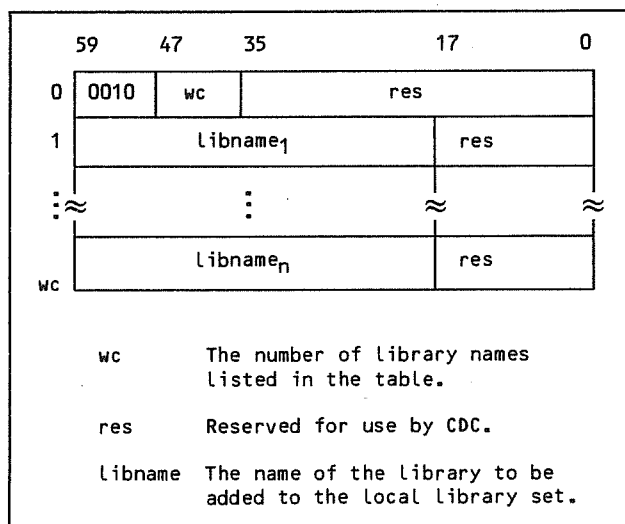 59 47 35 17 0
0 0010 wc res
1 libname1 res
⋮ ≈ ⋮ ≈ ≈
libnamen res
wc
wc The number of library names
listed in the table.
res Reserved for use by CDC.
libname The name of the library to be
added to the local library set.